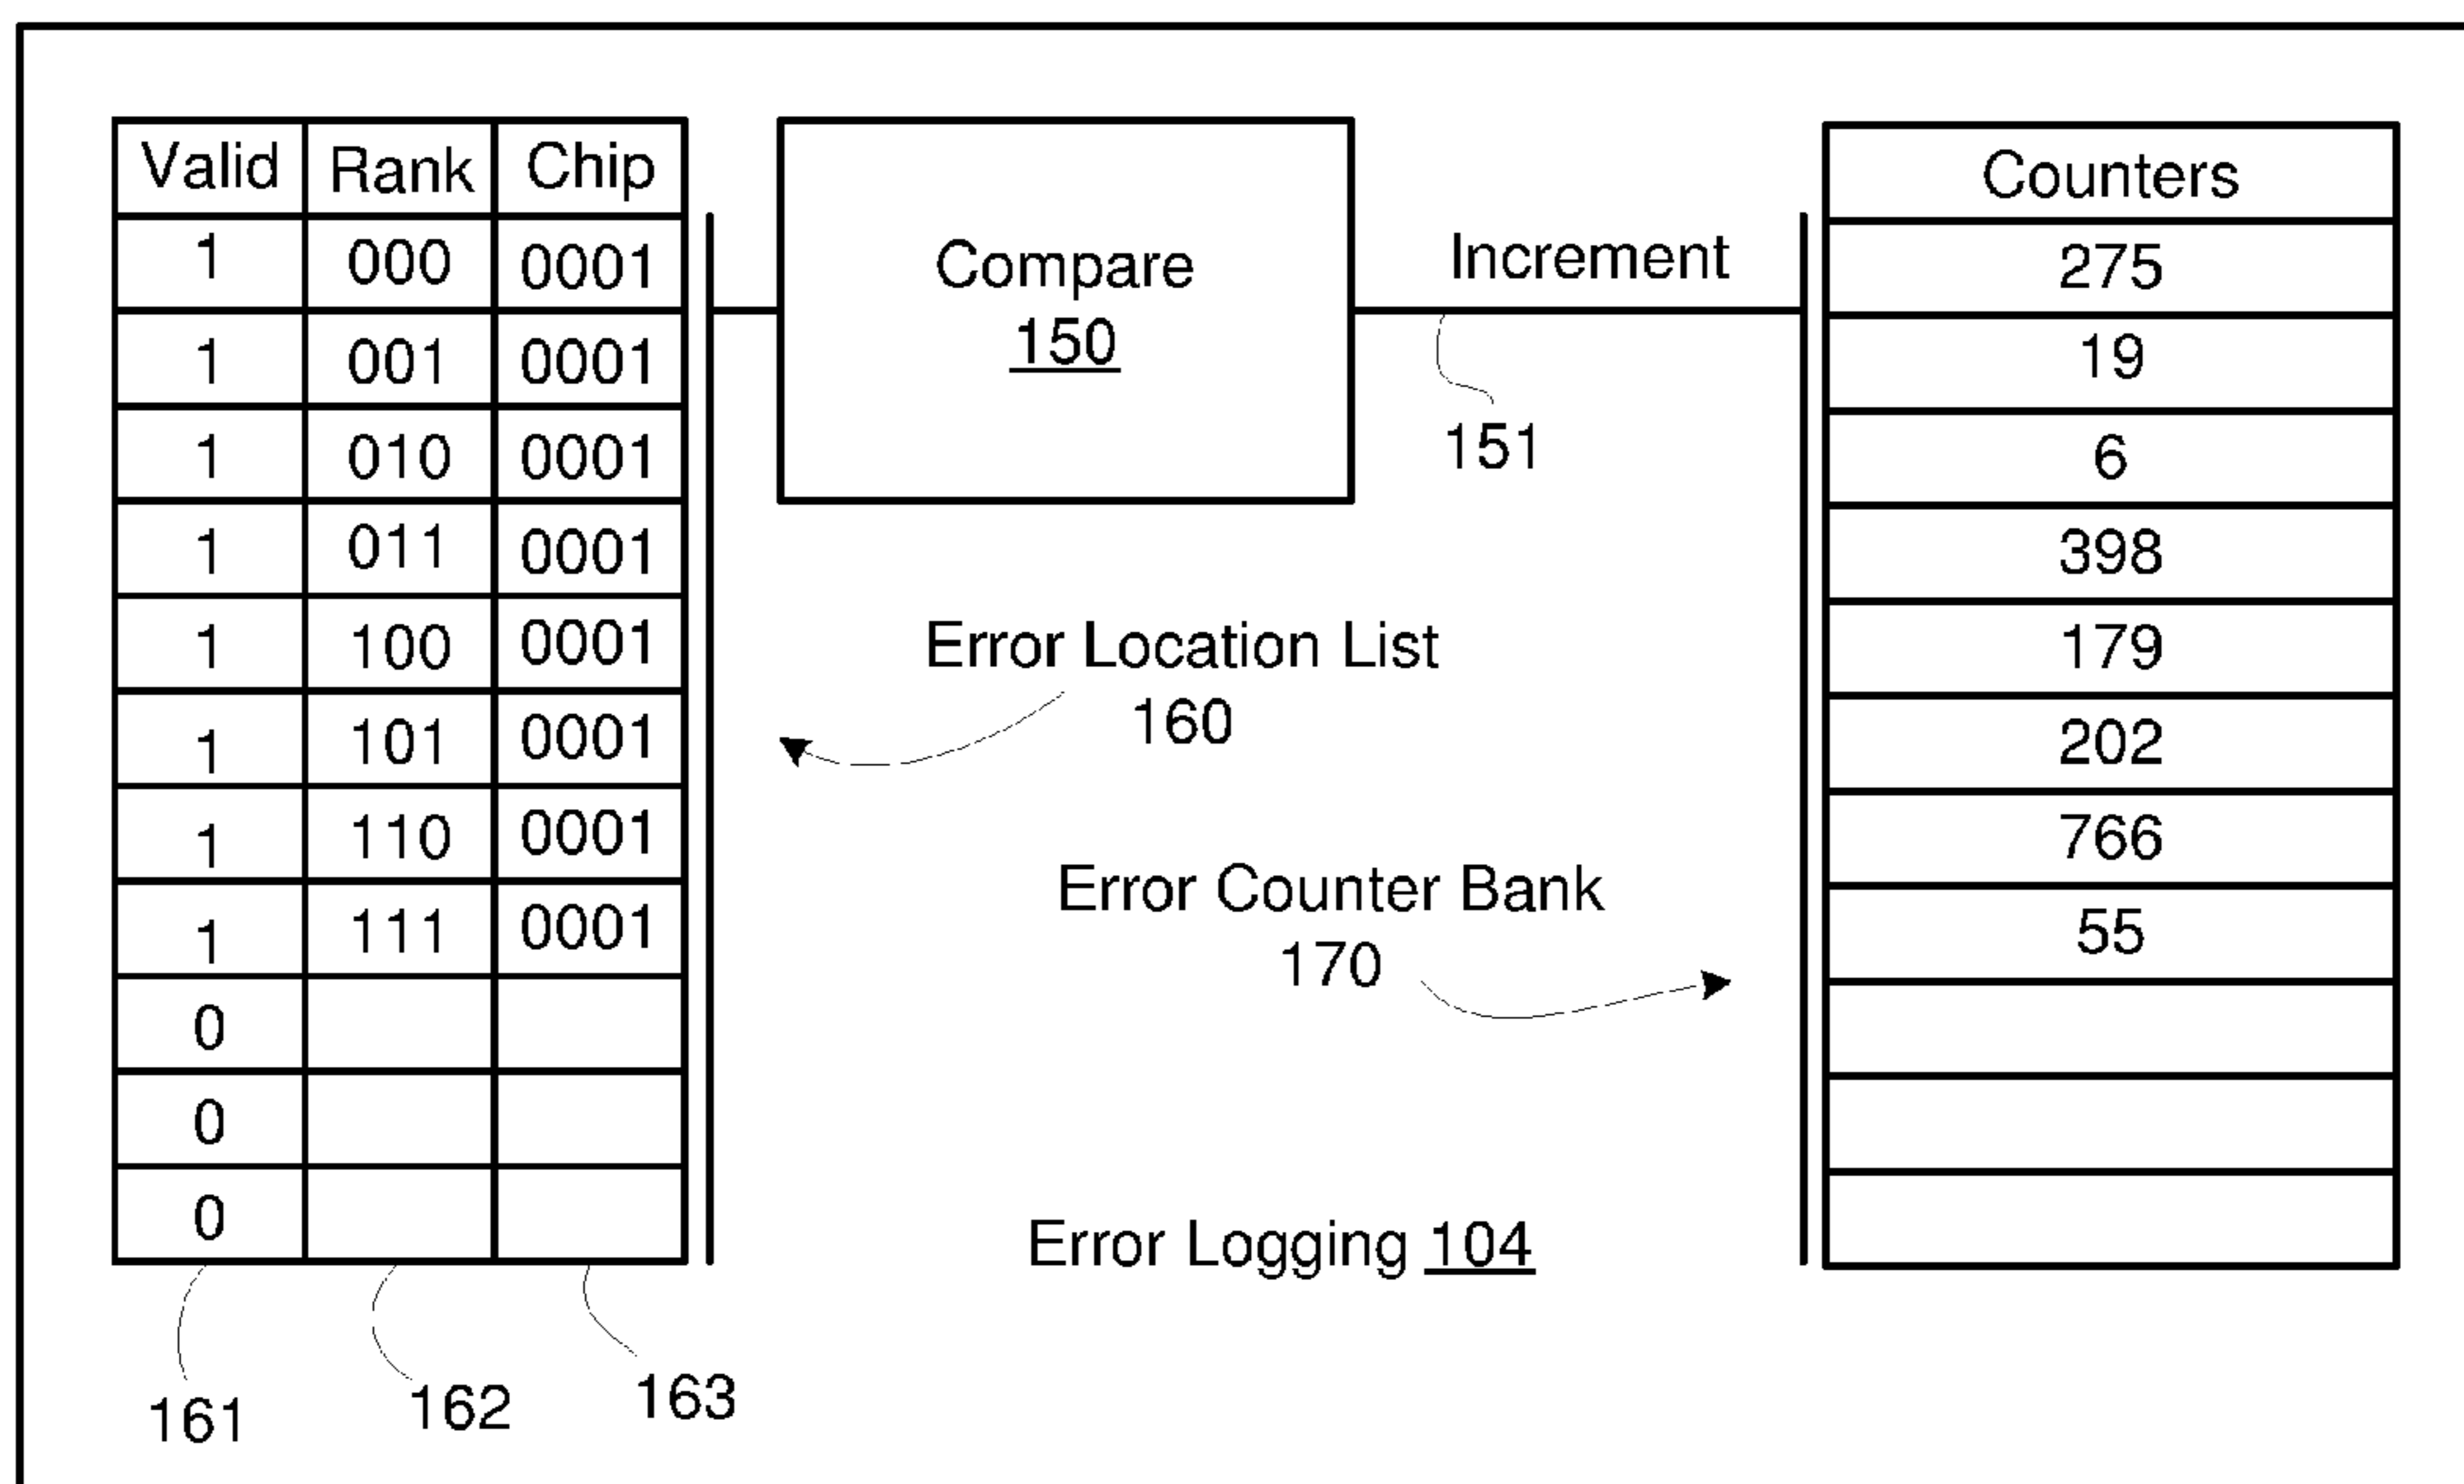 Valid Rank Chip
1 000 0001
1 001 0001
1 010 0001
1 011 0001
1 100 0001
1 101 0001
1 110 0001
1 111 0001
0
0
0
161 162 163
Compare
150
Increment
151
Error Location List
160
Error Counter Bank
170
Error Logging 104
Counters
275
19
6
398
179
202
766
55